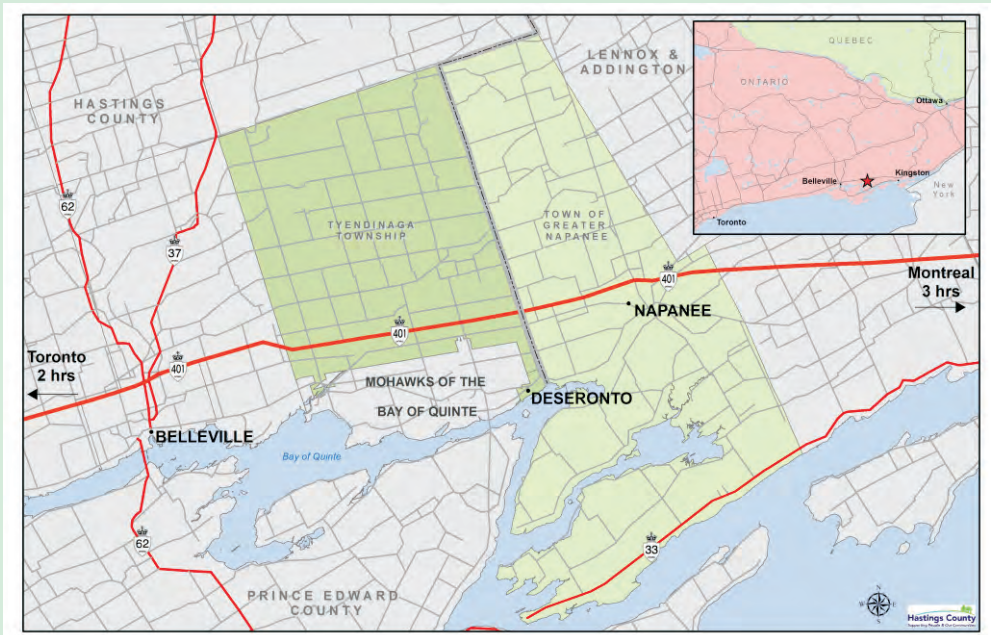 LENNOX &
ADDINGTON
HASTINGS
COUNTY
QUEBEC
ONTARIO
Ottawa
Belleville
Kingston
New
York
Toronto
62
37
TYENDINAGA
TOWNSHIP
TOWN OF
GREATER
NAPANEE
401
Montreal
3 hrs
NAPANEE
401
Toronto
2 hrs
401
MOHAWKS OF THE
BAY OF QUINTE
DESERONTO
BELLEVILLE
Bay of Quinte
62
33
PRINCE EDWARD
COUNTY
N
W
E
S
Hastings County